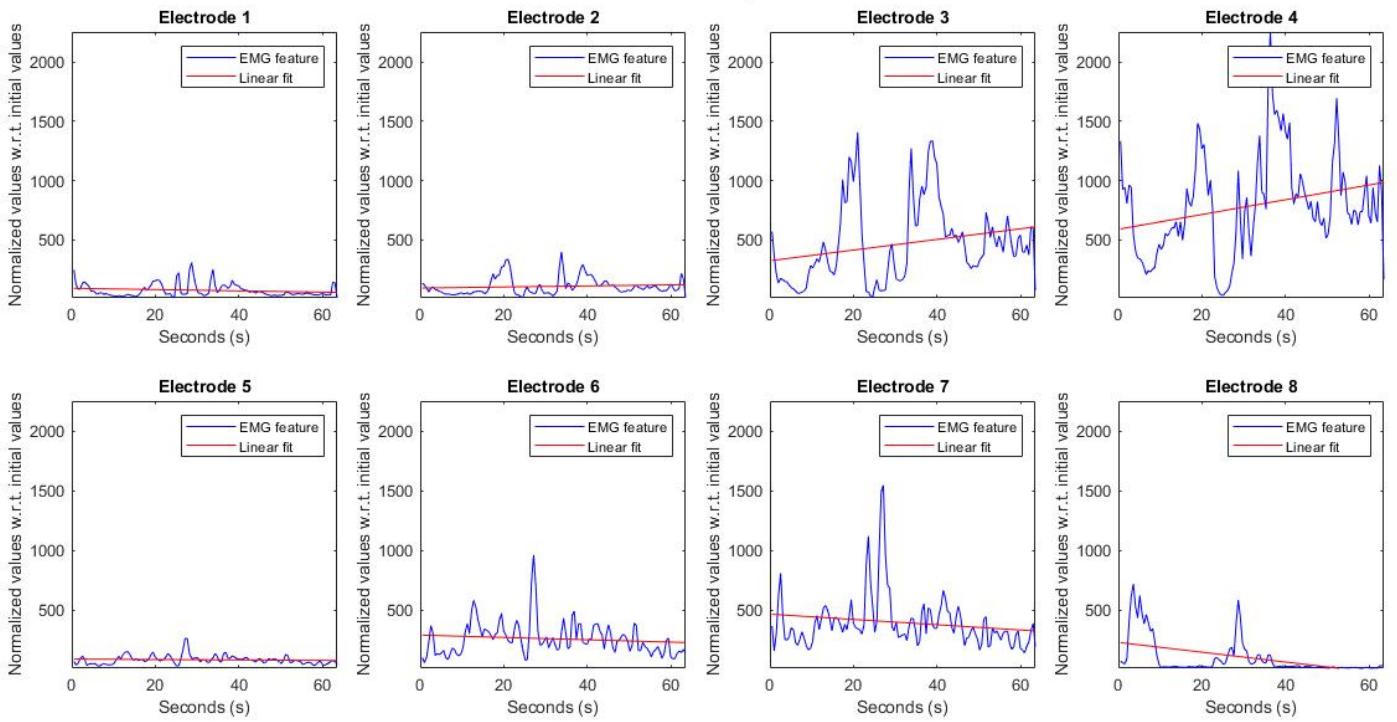 Electrode 1
Normalized values w.r.t. initial values
2000
1500
1000
500
EMG feature
Linear fit
0 20 40 60
Seconds (s)
Electrode 2
Normalized values w.r.t. initial values
2000
1500
1000
500
EMG feature
Linear fit
0 20 40 60
Seconds (s)
Electrode 3
Normalized values w.r.t. initial values
2000
1500
1000
500
EMG feature
Linear fit
0 20 40 60
Seconds (s)
Electrode 4
Normalized values w.r.t. initial values
2000
1500
1000
500
EMG feature
Linear fit
0 20 40 60
Seconds (s)
Electrode 5
Normalized values w.r.t. initial values
2000
1500
1000
500
EMG feature
Linear fit
0 20 40 60
Seconds (s)
Electrode 6
Normalized values w.r.t. initial values
2000
1500
1000
500
EMG feature
Linear fit
0 20 40 60
Seconds (s)
Electrode 7
Normalized values w.r.t. initial values
2000
1500
1000
500
EMG feature
Linear fit
0 20 40 60
Seconds (s)
Electrode 8
Normalized values w.r.t. initial values
2000
1500
1000
500
EMG feature
Linear fit
0 20 40 60
Seconds (s)